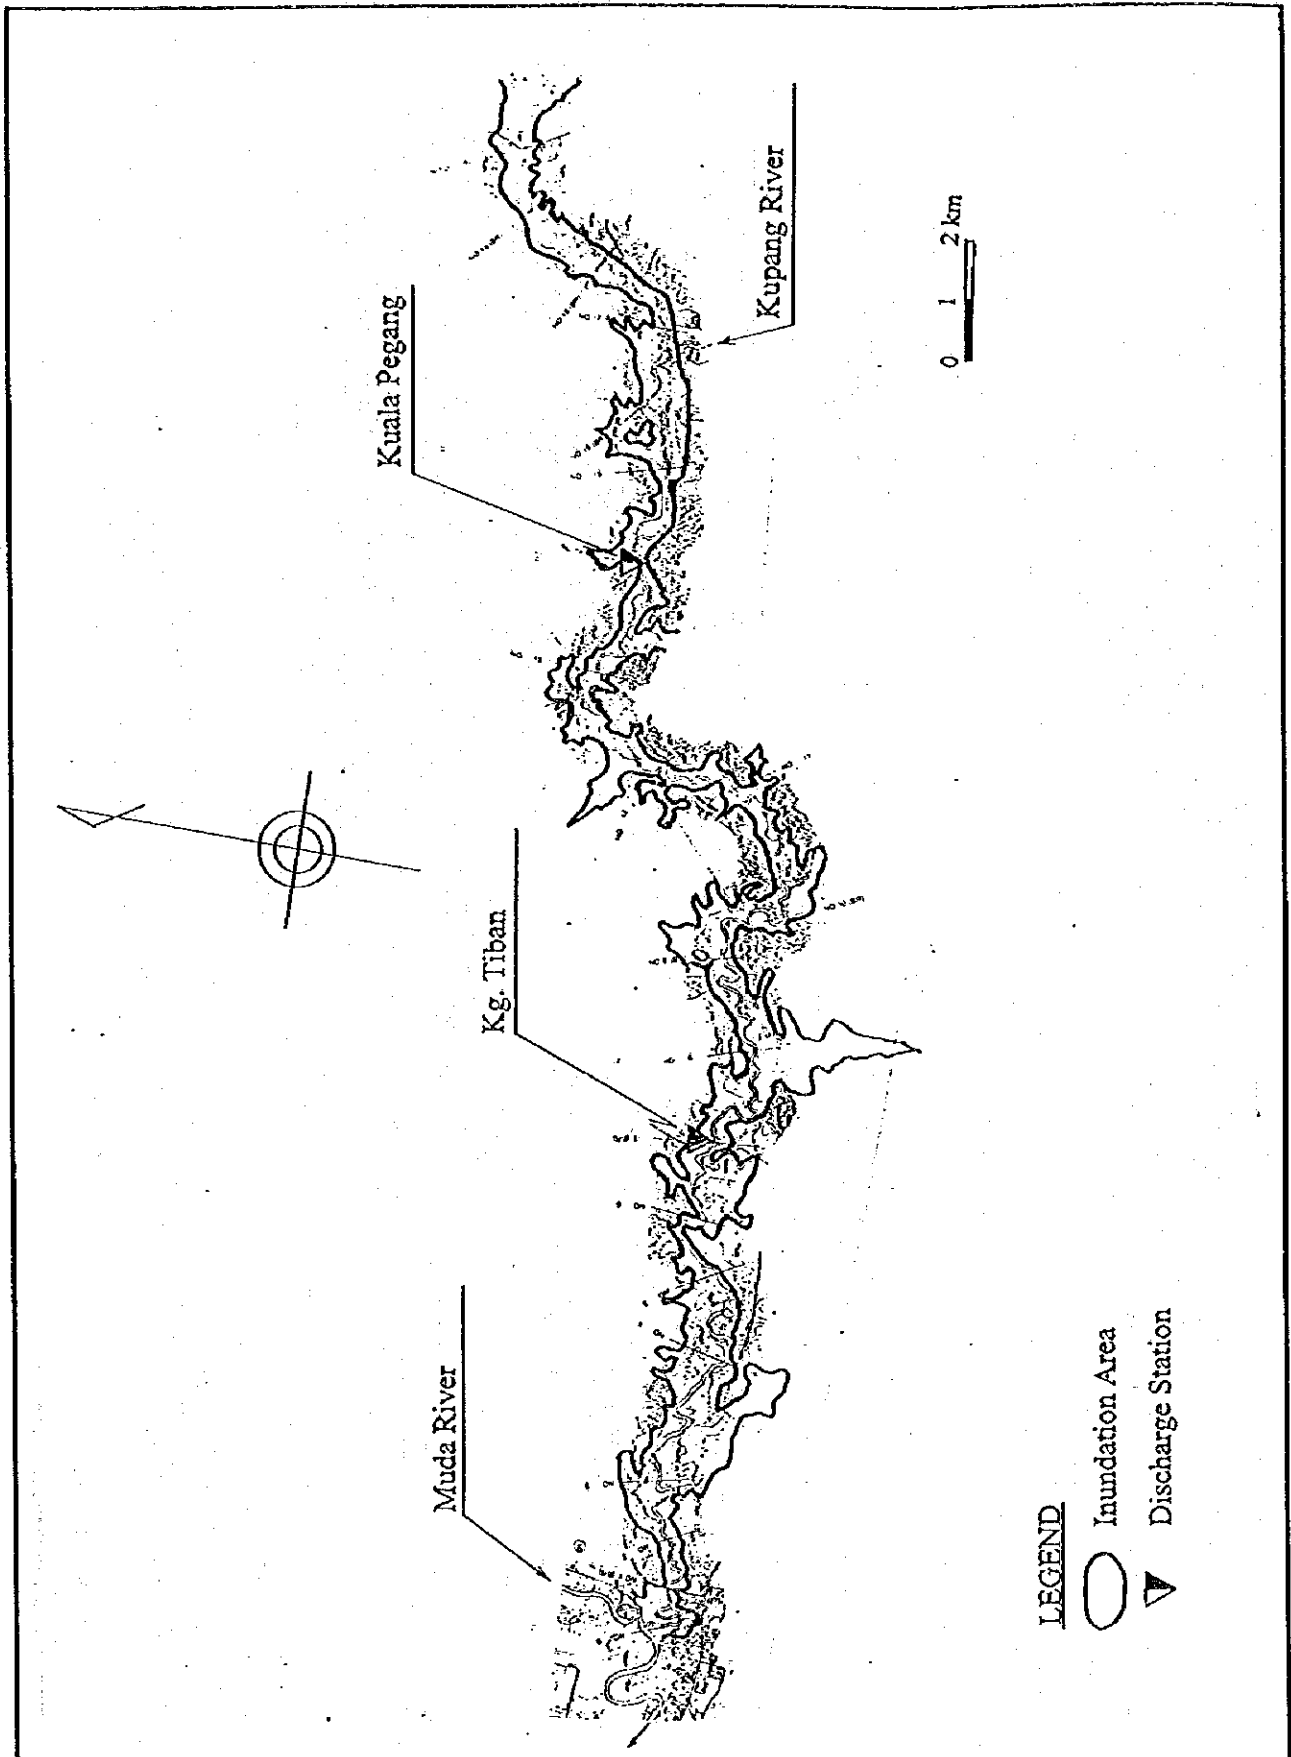 Muda River
Kg. Tiban
Kuala Pegang
Kupang River
0 1 2 km
LEGEND
Inundation Area
Discharge Station